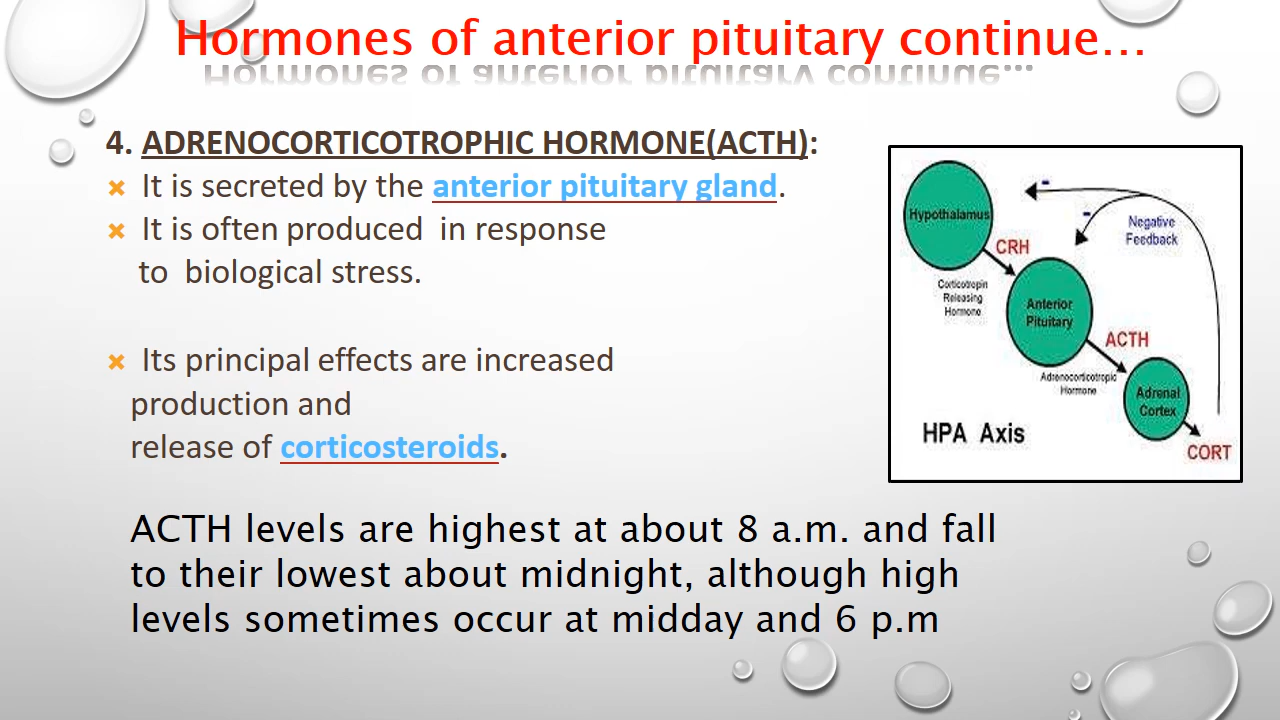 Hormones of anterior pituitary continue...
4. ADRENOCORTICOTROPHIC HORMONE(ACTH):
It is secreted by the anterior pituitary gland.
It is often produced in response
to biological stress.
Its principal effects are increased
production and
release of corticosteroids.
ACTH levels are highest at about 8 a.m. and fall
to their lowest about midnight, although high
levels sometimes occur at midday and 6 p.m
Hypothalamus
-
-
Negative
Feedback
CRH
Corticotropin
Releasing
Hormone
Anterior
Pituitary
ACTH
Adrenocorticotropic
Hormone
Adrenal
Cortex
HPA Axis
CORT